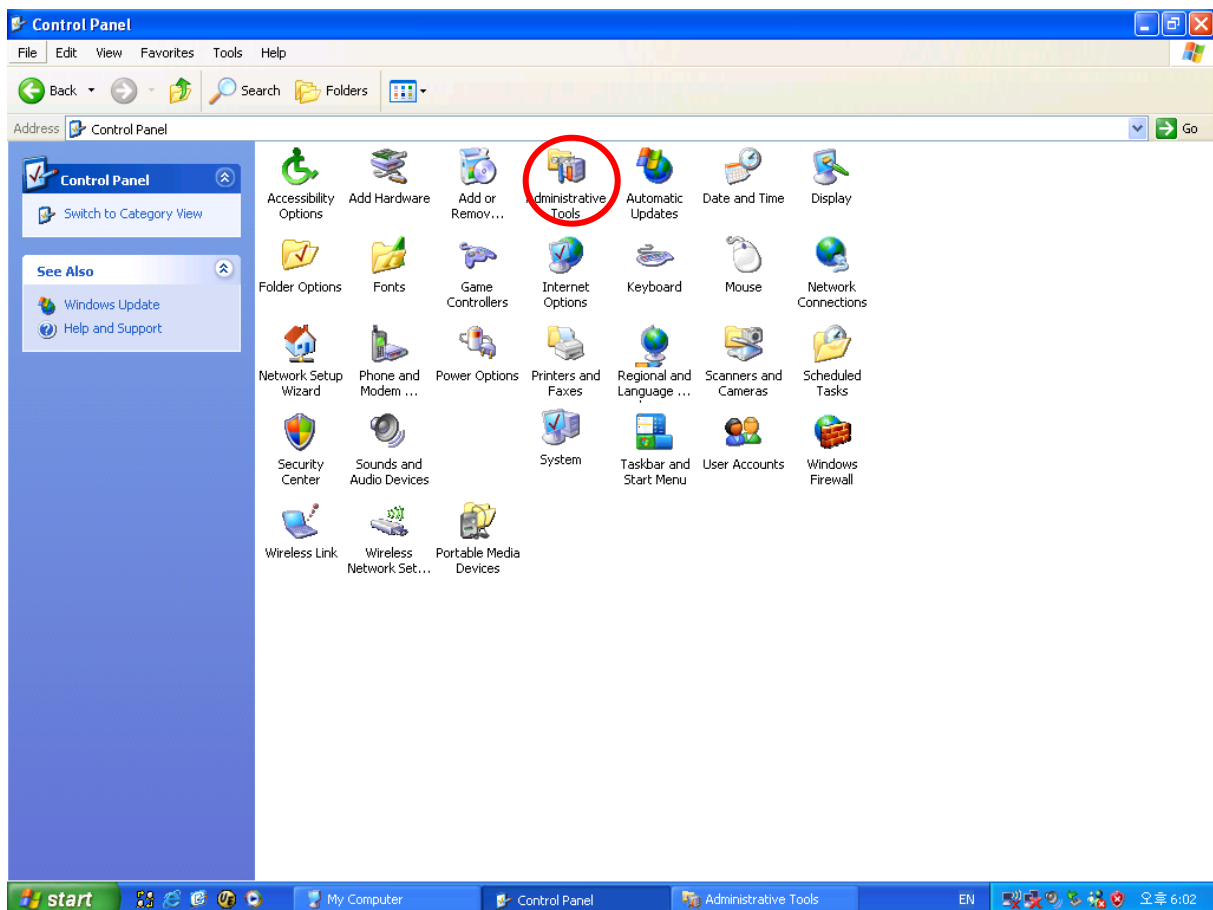 Control Panel
File Edit View Favorites Tools Help
Back Search Folders
Address Control Panel Go
Control Panel
Switch to Category View
See Also
Windows Update
Help and Support
Accessibility Options
Add Hardware
Add or Remov...
Administrative Tools
Automatic Updates
Date and Time
Display
Folder Options
Fonts
Game Controllers
Internet Options
Keyboard
Mouse
Network Connections
Network Setup Wizard
Phone and Modem ...
Power Options
Printers and Faxes
Regional and Language ...
Scanners and Cameras
Scheduled Tasks
Security Center
Sounds and Audio Devices
System
Taskbar and Start Menu
User Accounts
Windows Firewall
Wireless Link
Wireless Network Set...
Portable Media Devices
start My Computer Control Panel Administrative Tools EN 오후 6:02